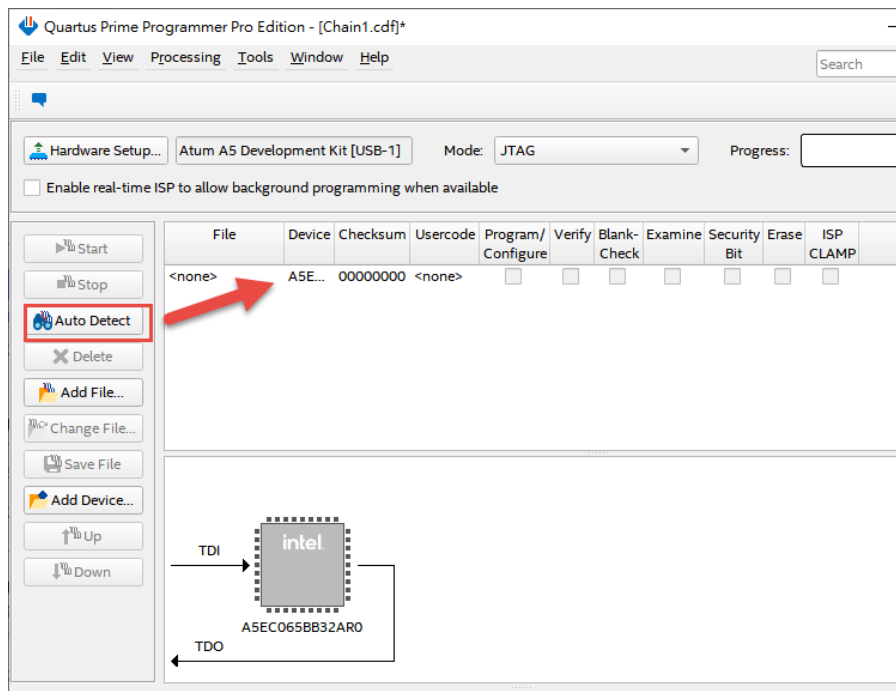 Quartus Prime Programmer Pro Edition - [Chain1.cdf]*
File Edit View Processing Tools Window Help
Search
Hardware Setup... Atum A5 Development Kit [USB-1] Mode: JTAG Progress:
Enable real-time ISP to allow background programming when available
Start
Stop
Auto Detect
Delete
Add File...
Change File...
Save File
Add Device...
Up
Down
File Device Checksum Usercode Program/ Verify Blank- Examine Security Erase ISP
Configure Check Bit CLAMP
<none> A5E... 00000000 <none>
intel
TDI
A5EC065BB32AR0
TDO